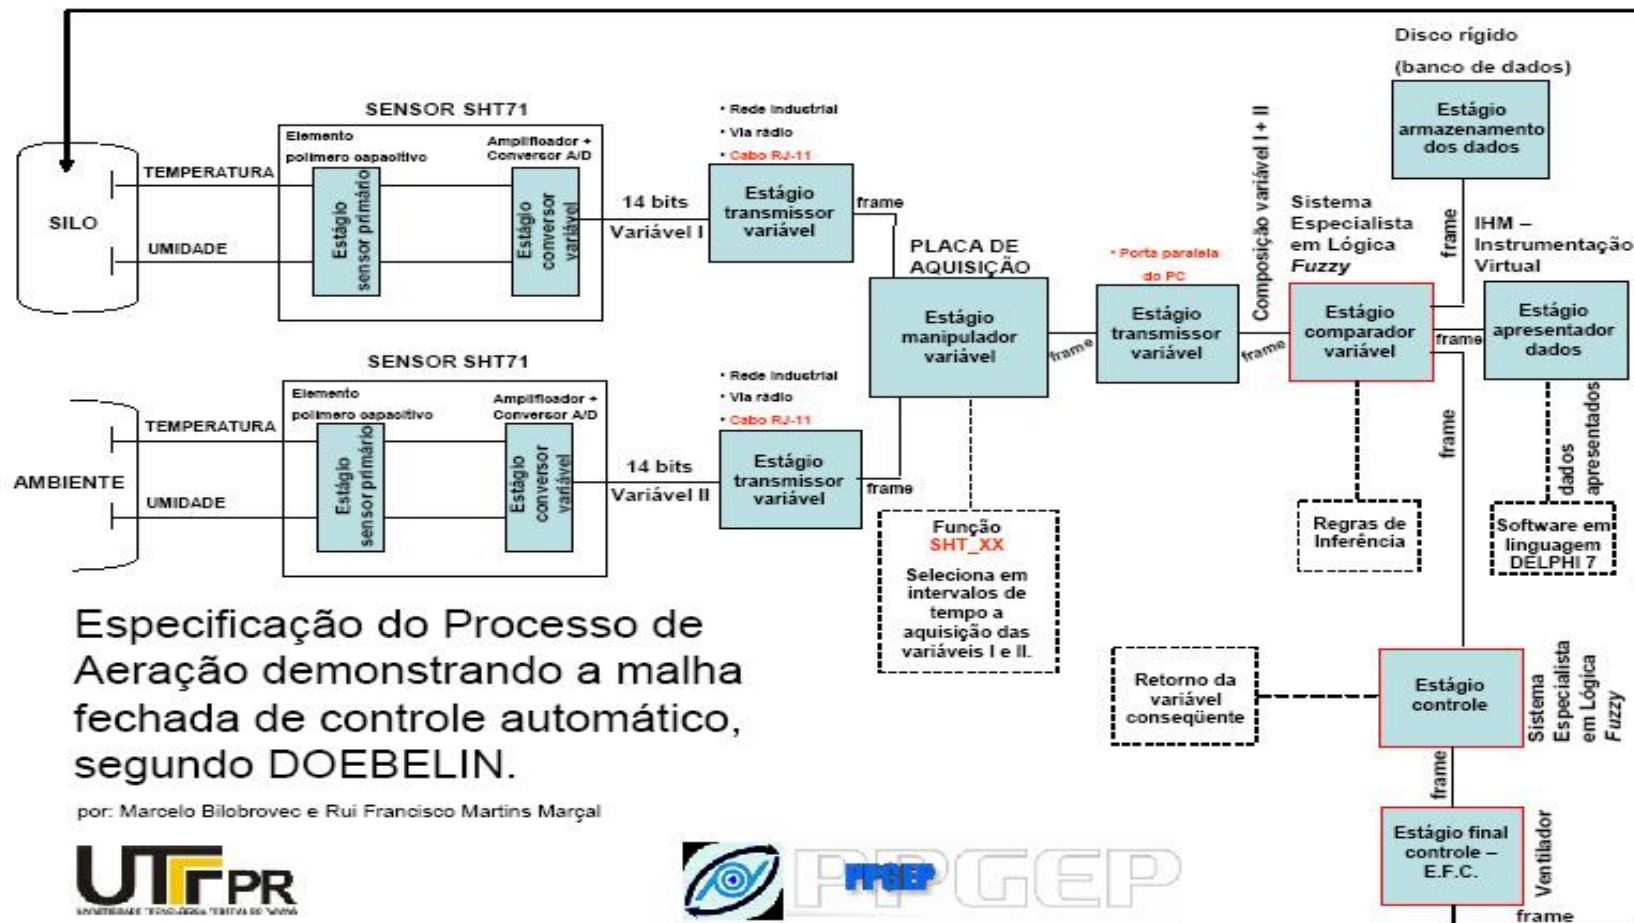 Disco rígido
(banco de dados)
Estágio
armazenamento
dos dados
frame
SENSOR SHT71
Elemento
polímero capacitivo
Amplificador +
Conversor A/D
SILO
TEMPERATURA
UMIDADE
Estágio
sensor primário
Estágio
conversor
variável
14 bits
Variável I
• Rede Industrial
• Via rádio
• Cabo RJ-11
Estágio
transmissor
variável
frame
PLACA DE
AQUISIÇÃO
Estágio
manipulador
variável
frame
• Porta paralela
do PC
Estágio
transmissor
variável
frame
Composição variável I + II
Sistema
Especialista
em Lógica
Fuzzy
Estágio
comparador
variável
frame
IHM –
Instrumentação
Virtual
Estágio
apresentador
dados
SENSOR SHT71
Elemento
polímero capacitivo
Amplificador +
Conversor A/D
AMBIENTE
TEMPERATURA
UMIDADE
Estágio
sensor primário
Estágio
conversor
variável
14 bits
Variável II
• Rede Industrial
• Via rádio
• Cabo RJ-11
Estágio
transmissor
variável
frame
Função
SHT_XX
Seleciona em
intervalos de
tempo a
aquisição das
variáveis I e II.
Regras de
Inferência
frame
dados
apresentados
Software em
linguagem
DELPHI 7
Retorno da
variável
conseqüente
Estágio
controle
Sistema
Especialista
em Lógica
Fuzzy
frame
Estágio final
controle –
E.F.C.
Ventilador
frame
Especificação do Processo de
Aeração demonstrando a malha
fechada de controle automático,
segundo DOEBELIN.
por: Marcelo Bilobrovec e Rui Francisco Martins Marçal
UTFPR
UNIVERSIDADE TECNOLÓGICA FEDERAL DO PARANÁ
PPGEP
PPGEP